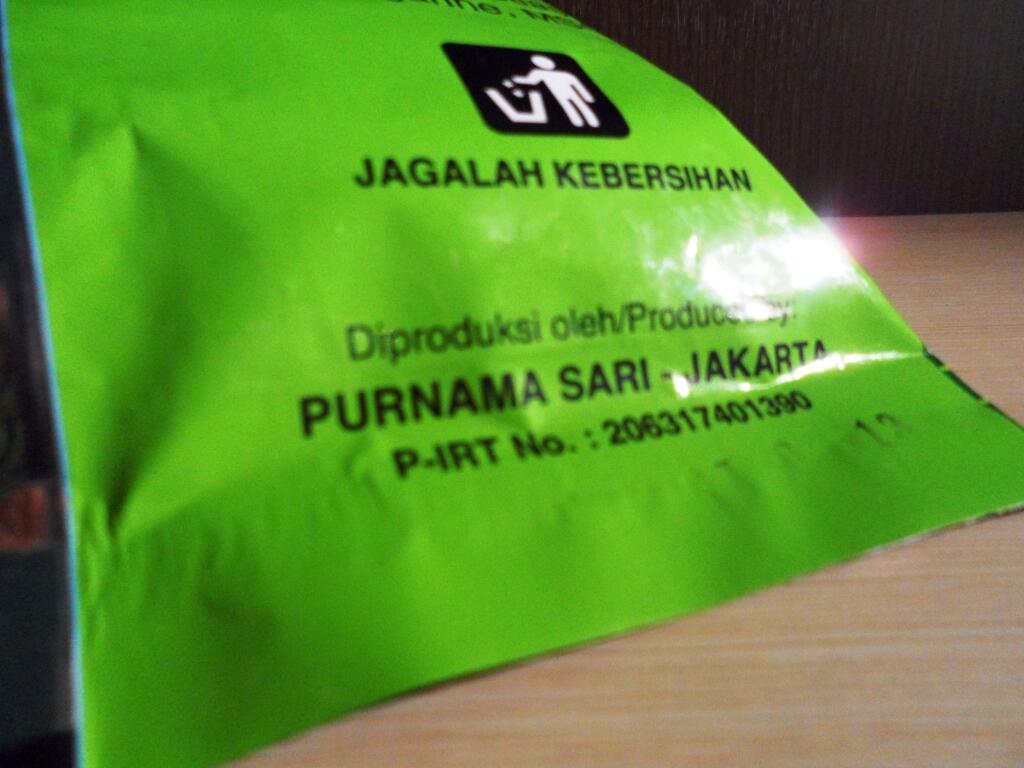 JAGALAH KEBERSIHAN
Diproduksi oleh/Produced by:
PURNAMA SARI - JAKARTA
P-IRT No. : 206317401390